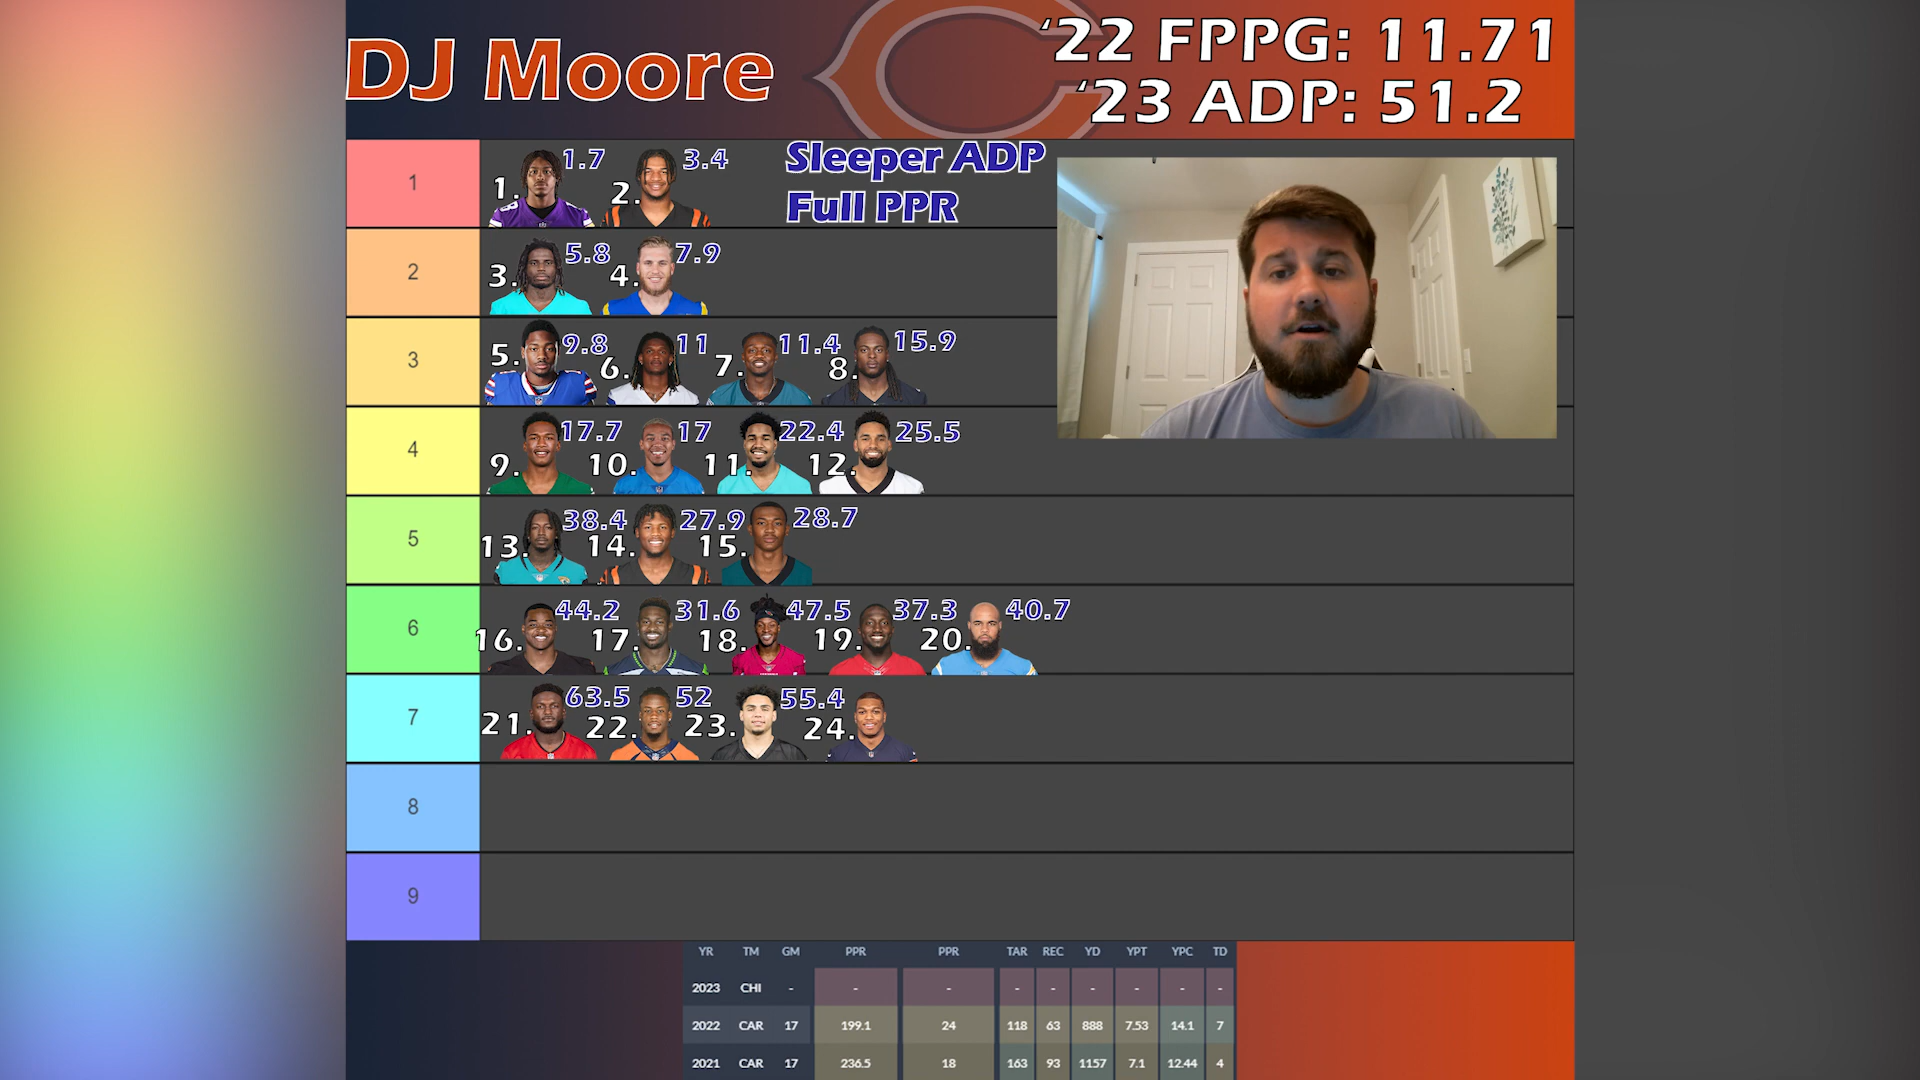 DJ Moore
‘22 FPPG: 11.71
‘23 ADP: 51.2
Sleeper ADP
Full PPR
1 1. 1.7 2. 3.4
2 3. 5.8 4. 7.9
3 5. 9.8 6. 11 7. 11.4 8. 15.9
4 9. 17.7 10. 17 11. 22.4 12. 25.5
5 13. 38.4 14. 27.9 15. 28.7
6 16. 44.2 17. 31.6 18. 47.5 19. 37.3 20. 40.7
7 21. 63.5 22. 52 23. 55.4 24.
8
9
YR TM GM PPR PPR TAR REC YD YPT YPC TD
2023 CHI - - - - - - - - -
2022 CAR 17 199.1 24 118 63 888 7.53 14.1 7
2021 CAR 17 236.5 18 163 93 1157 7.1 12.44 4